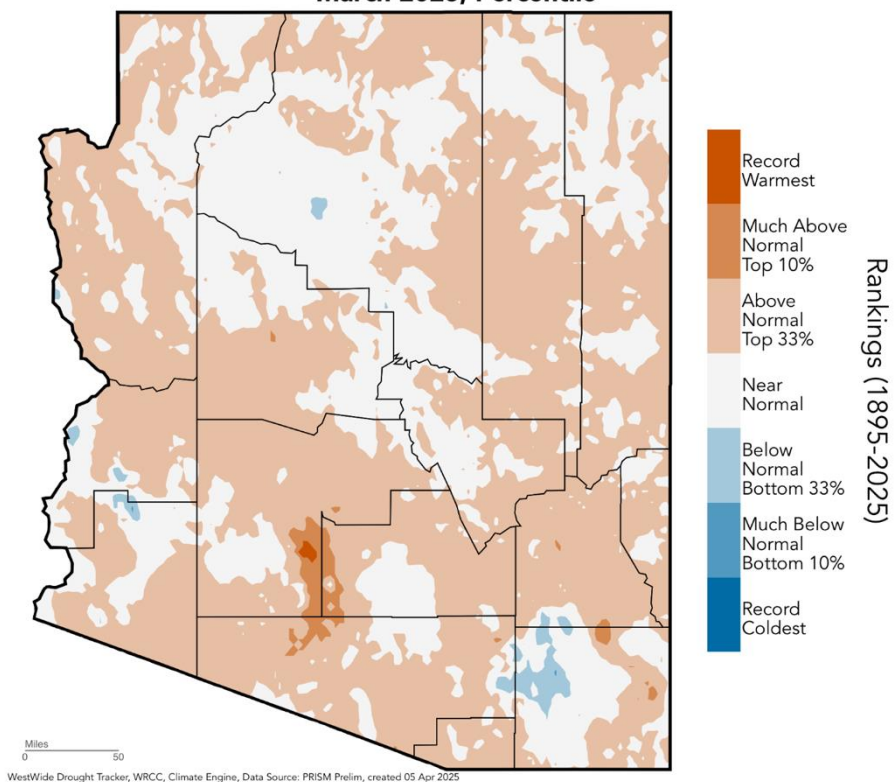 March 2025, Percentile
Record
Warmest
Much Above
Normal
Top 10%
Above
Normal
Top 33%
Near
Normal
Below
Normal
Bottom 33%
Much Below
Normal
Bottom 10%
Record
Coldest
Rankings (1895-2025)
Miles
0 50
WestWide Drought Tracker, WRCC, Climate Engine, Data Source: PRISM Prelim, created 05 Apr 2025